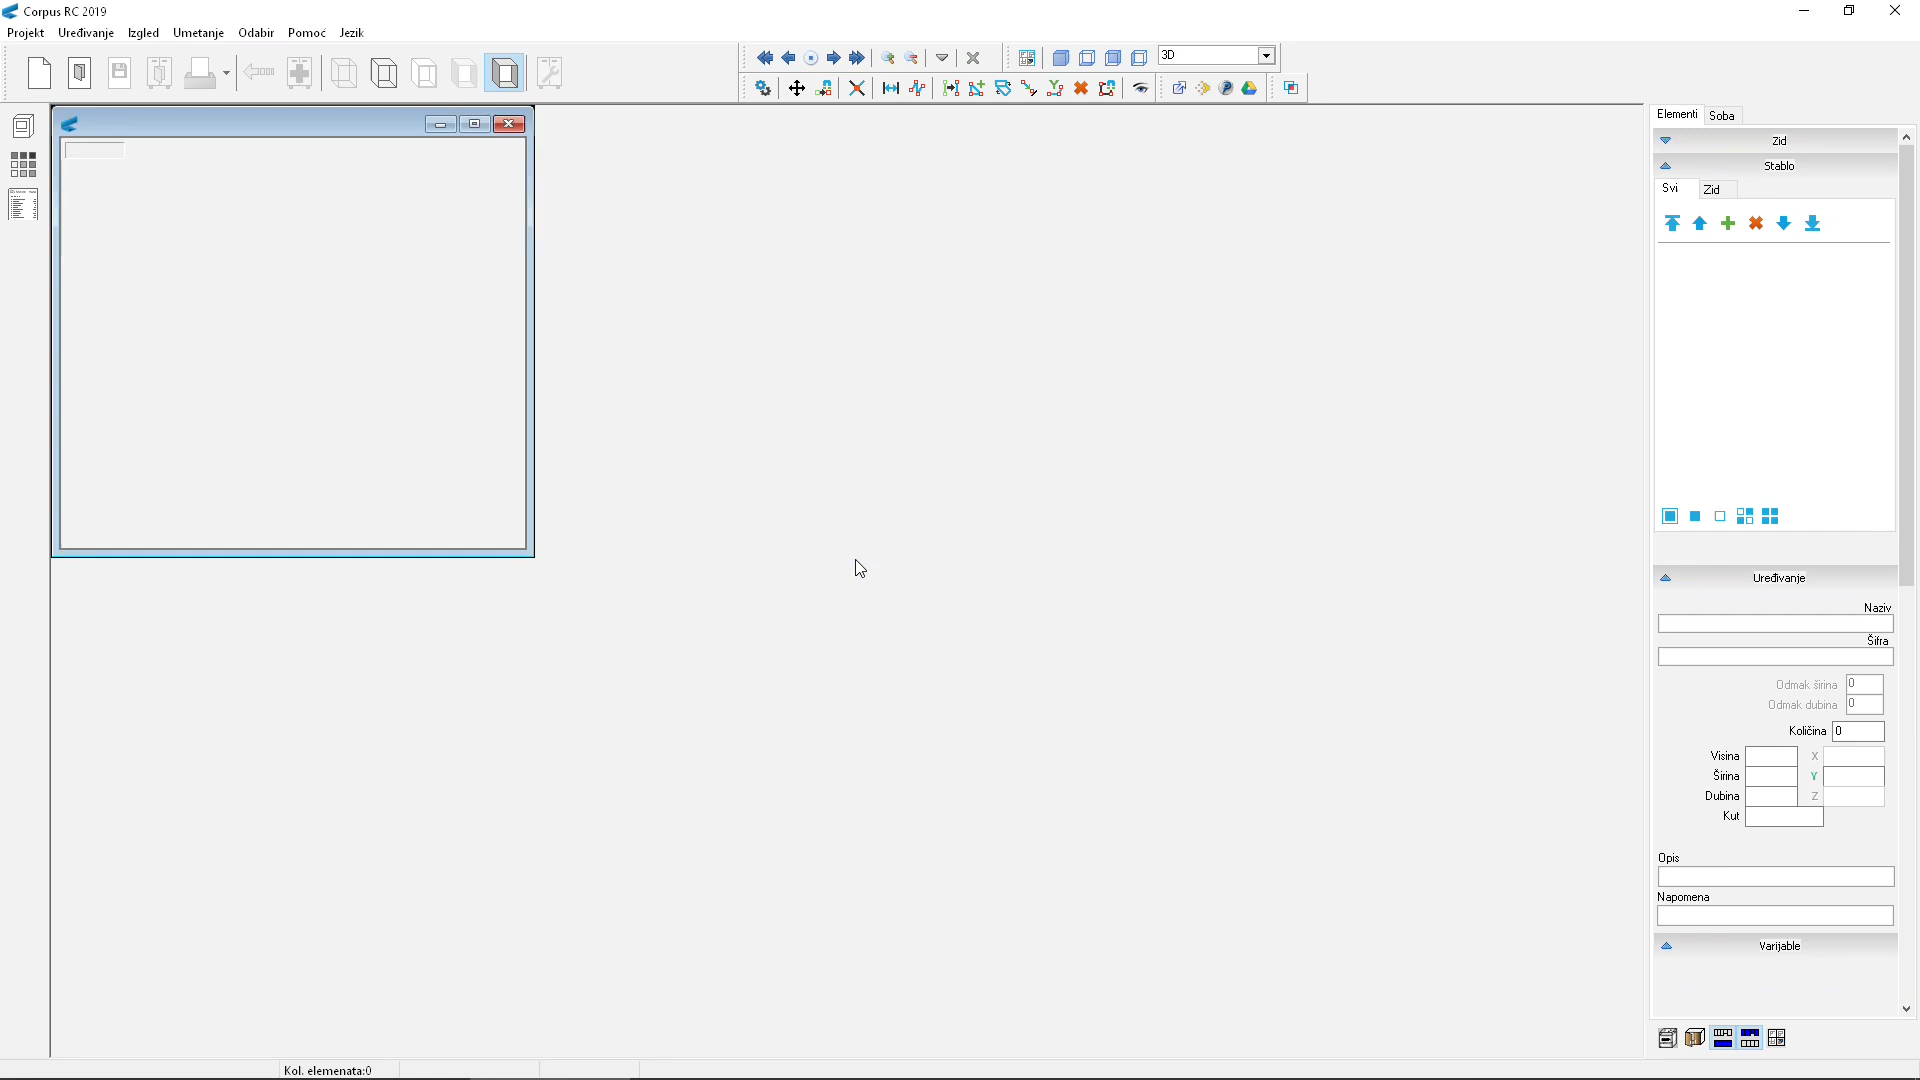 Corpus RC 2019
Projekt Uređivanje Izgled Umetanje Odabir Pomoć Jezik
3D
Elementi Soba
Zid
Stablo
Svi Zid
Uređivanje
Naziv
Šifra
Odmak širina 0
Odmak dubina 0
Količina 0
Visina X
Širina Y
Dubina Z
Kut
Opis
Napomena
Varijable
Kol. elemenata:0